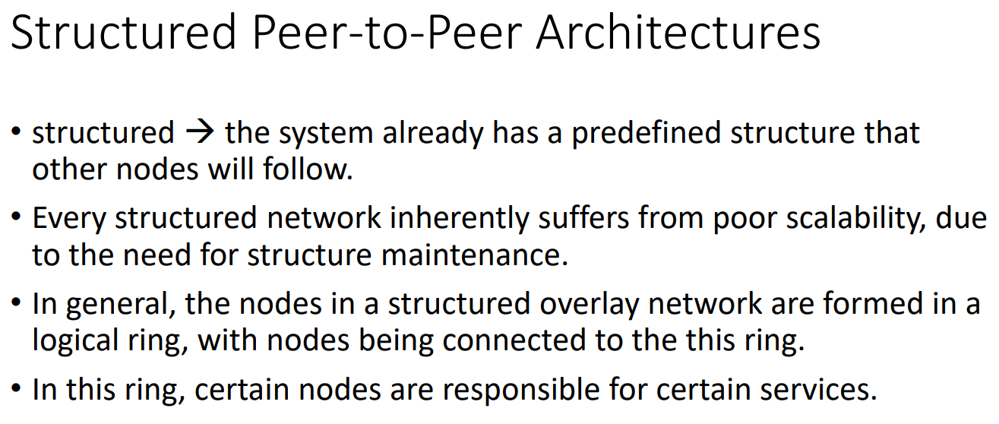 Structured Peer-to-Peer Architectures
• structured → the system already has a predefined structure that
other nodes will follow.
• Every structured network inherently suffers from poor scalability, due
to the need for structure maintenance.
• In general, the nodes in a structured overlay network are formed in a
logical ring, with nodes being connected to the this ring.
• In this ring, certain nodes are responsible for certain services.